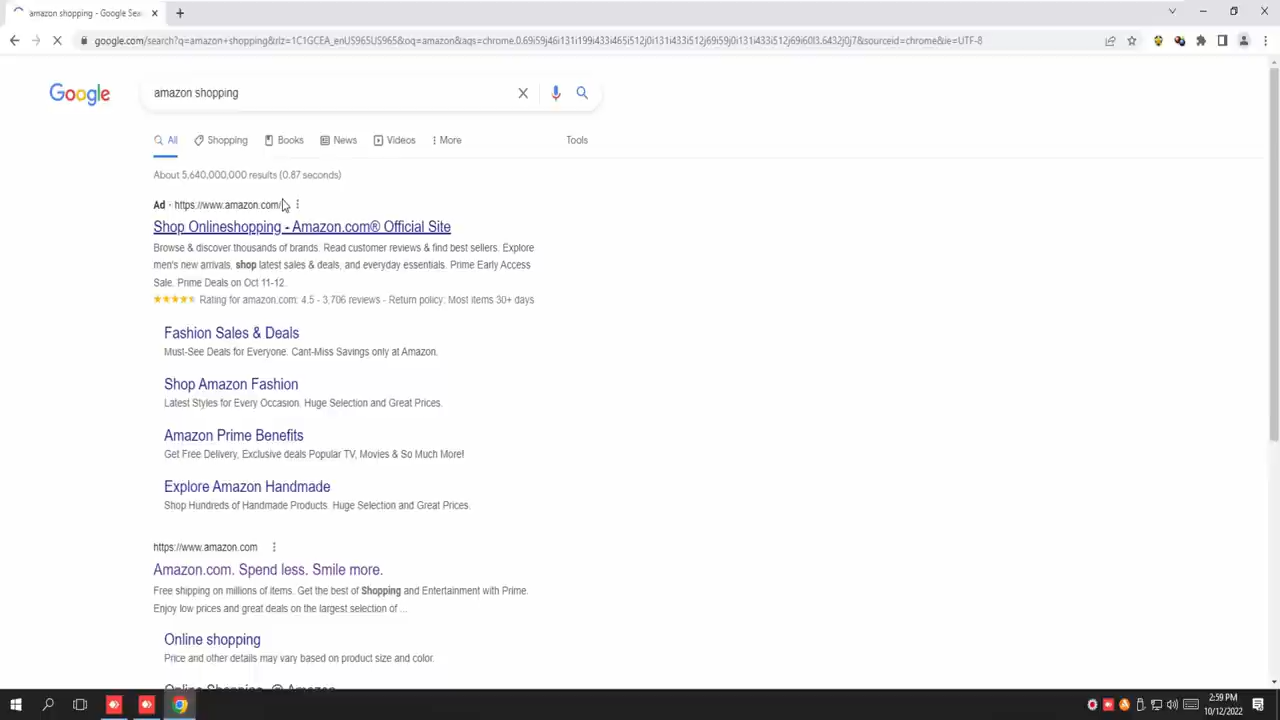 amazon shopping - Google Sea
google.com/search?q=amazon+shopping&rlz=1C1GCEA_enUS965US965&oq=amazon&aqs=chrome.0.69i59j46i131i199i433i465i512j0i131i433i512j69i59j0i131i433i512j69i60l3.6432j0j7&sourceid=chrome&ie=UTF-8
Google
amazon shopping
All Shopping Books News Videos More Tools
About 5,640,000,000 results (0.87 seconds)
Ad · https://www.amazon.com/
Shop Onlineshopping - Amazon.com® Official Site
Browse & discover thousands of brands. Read customer reviews & find best sellers. Explore
men's new arrivals, shop latest sales & deals, and everyday essentials. Prime Early Access
Sale. Prime Deals on Oct 11-12.
Rating for amazon.com: 4.5 - 3,706 reviews - Return policy: Most items 30+ days
Fashion Sales & Deals
Must-See Deals for Everyone. Cant-Miss Savings only at Amazon.
Shop Amazon Fashion
Latest Styles for Every Occasion. Huge Selection and Great Prices.
Amazon Prime Benefits
Get Free Delivery, Exclusive deals Popular TV, Movies & So Much More!
Explore Amazon Handmade
Shop Hundreds of Handmade Products. Huge Selection and Great Prices.
https://www.amazon.com
Amazon.com. Spend less. Smile more.
Free shipping on millions of items. Get the best of Shopping and Entertainment with Prime.
Enjoy low prices and great deals on the largest selection of ...
Online shopping
Price and other details may vary based on product size and color.
Online Shopping @ Amazon
2:59 PM
10/12/2022